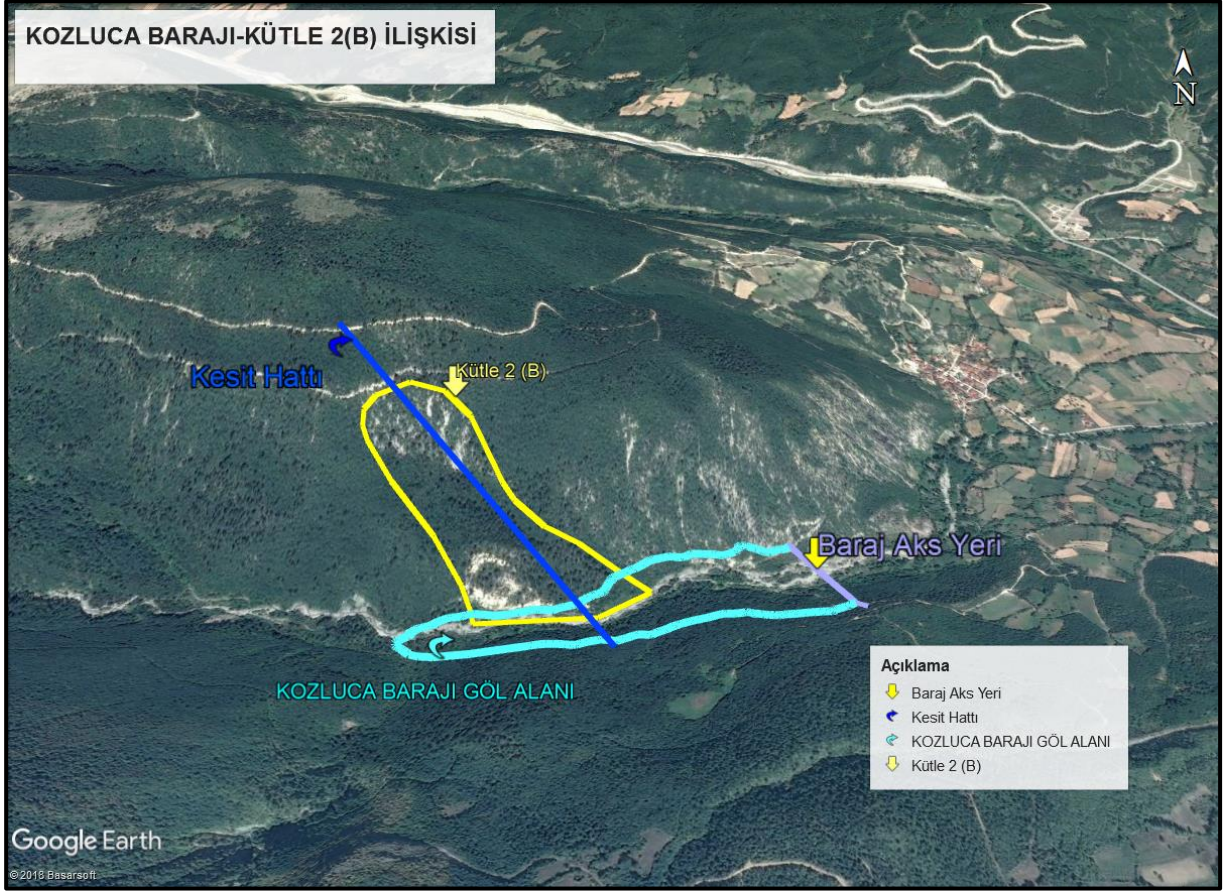 KOZLUCA BARAJI-KÜTLE 2(B) İLİŞKİSİ
N
Kütle 2 (B)
Kesit Hattı
Baraj Aks Yeri
KOZLUCA BARAJI GÖL ALANI
Açıklama
Baraj Aks Yeri
Kesit Hattı
KOZLUCA BARAJI GÖL ALANI
Kütle 2 (B)
Google Earth
© 2018 Basarsoft